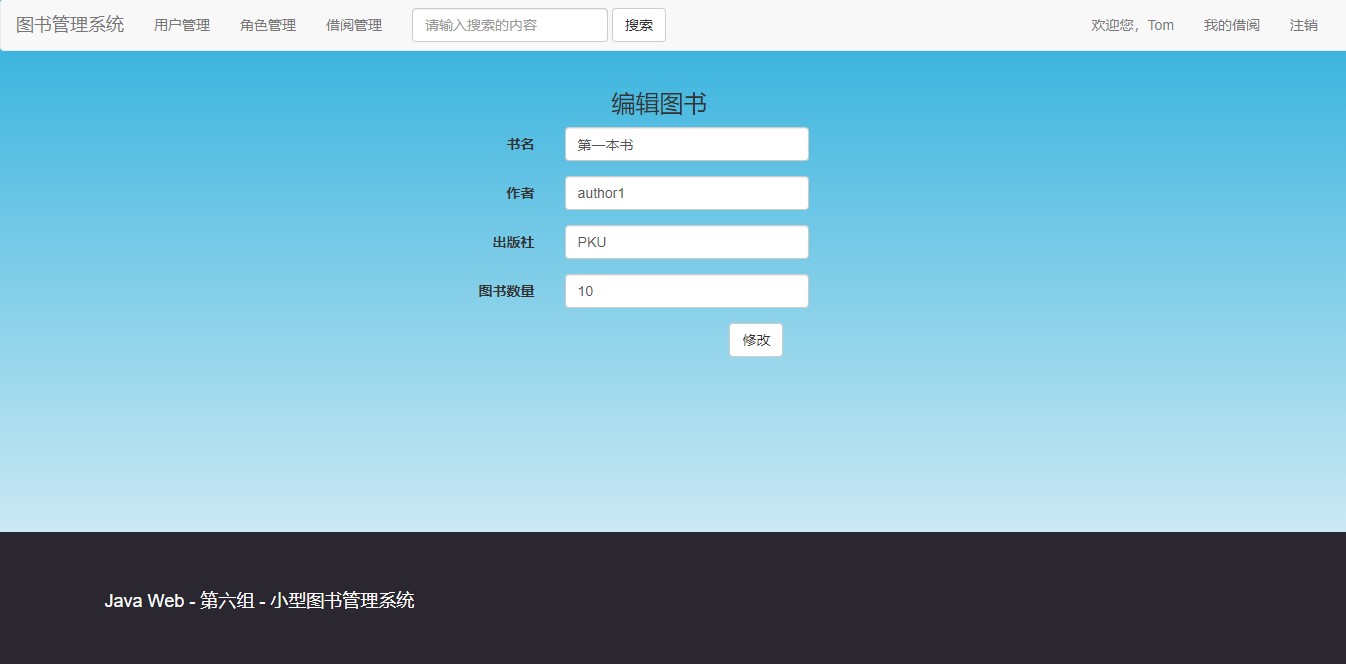 图书管理系统 用户管理 角色管理 借阅管理 请输入搜索的内容 搜索 欢迎您，Tom 我的借阅 注销
编辑图书
书名 第一本书
作者 author1
出版社 PKU
图书数量 10
修改
Java Web - 第六组 - 小型图书管理系统